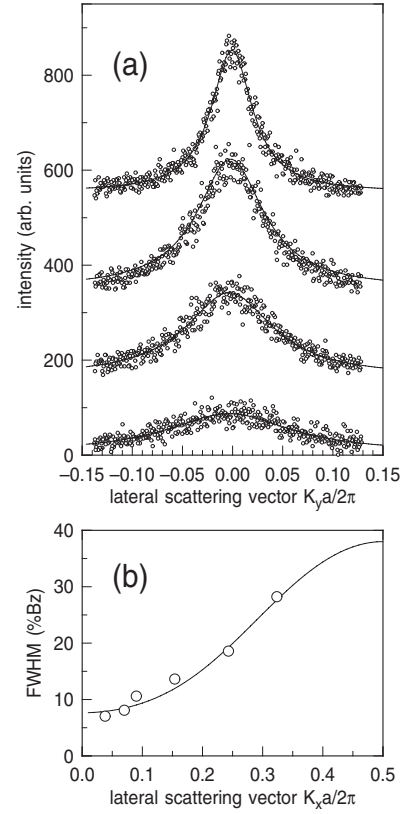 (a)
intensity (arb. units)
800
600
400
200
0
−0.15 −0.10 −0.05 0.00 0.05 0.10 0.15
lateral scattering vector Kya/2π
(b)
FWHM (%Bz)
40
30
20
10
0
0.0 0.1 0.2 0.3 0.4 0.5
lateral scattering vector Kxa/2π